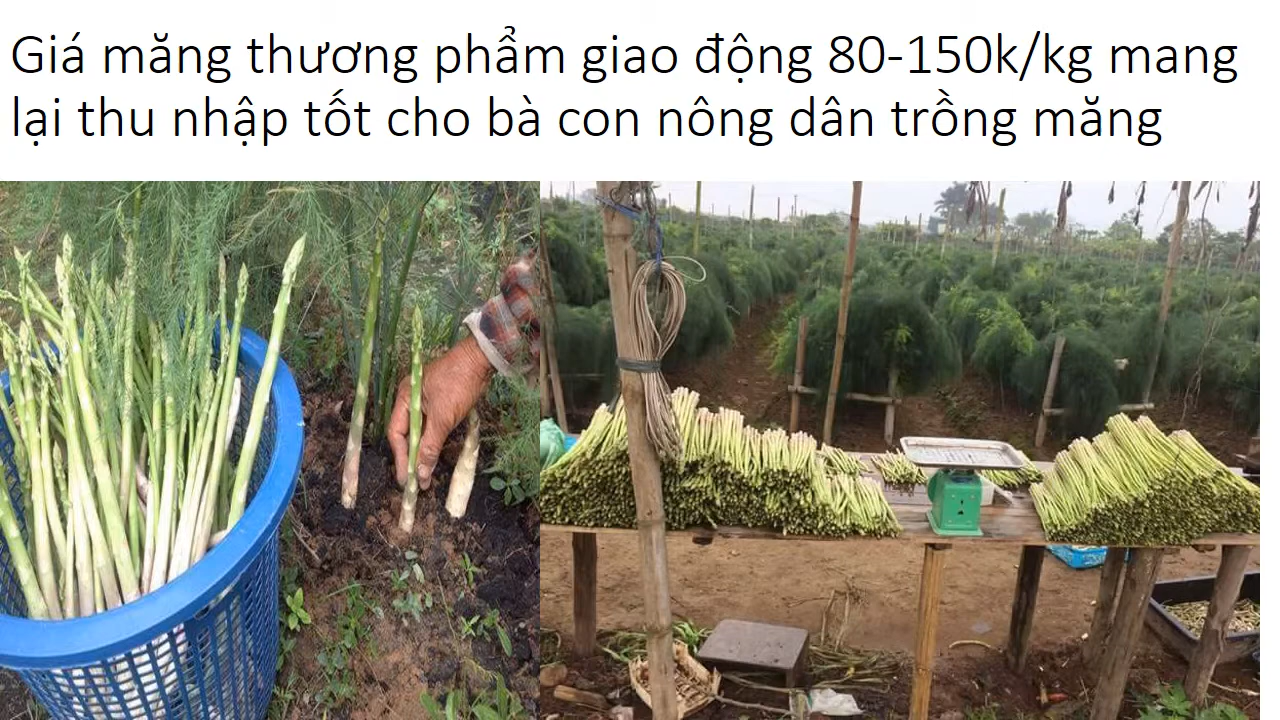 Giá măng thương phẩm giao động 80-150k/kg mang
lại thu nhập tốt cho bà con nông dân trồng măng